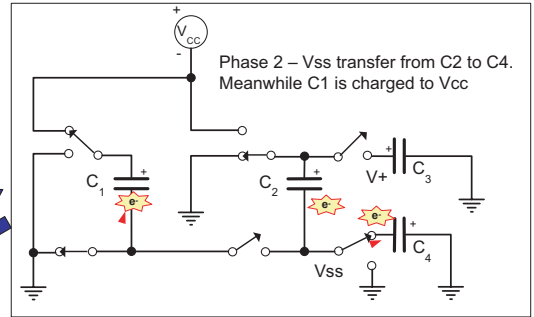 +
V CC
-
Phase 2 – Vss transfer from C2 to C4.
Meanwhile C1 is charged to Vcc
+
C1
e-
+
C2
e-
+
V+
C3
e-
+
C4
Vss